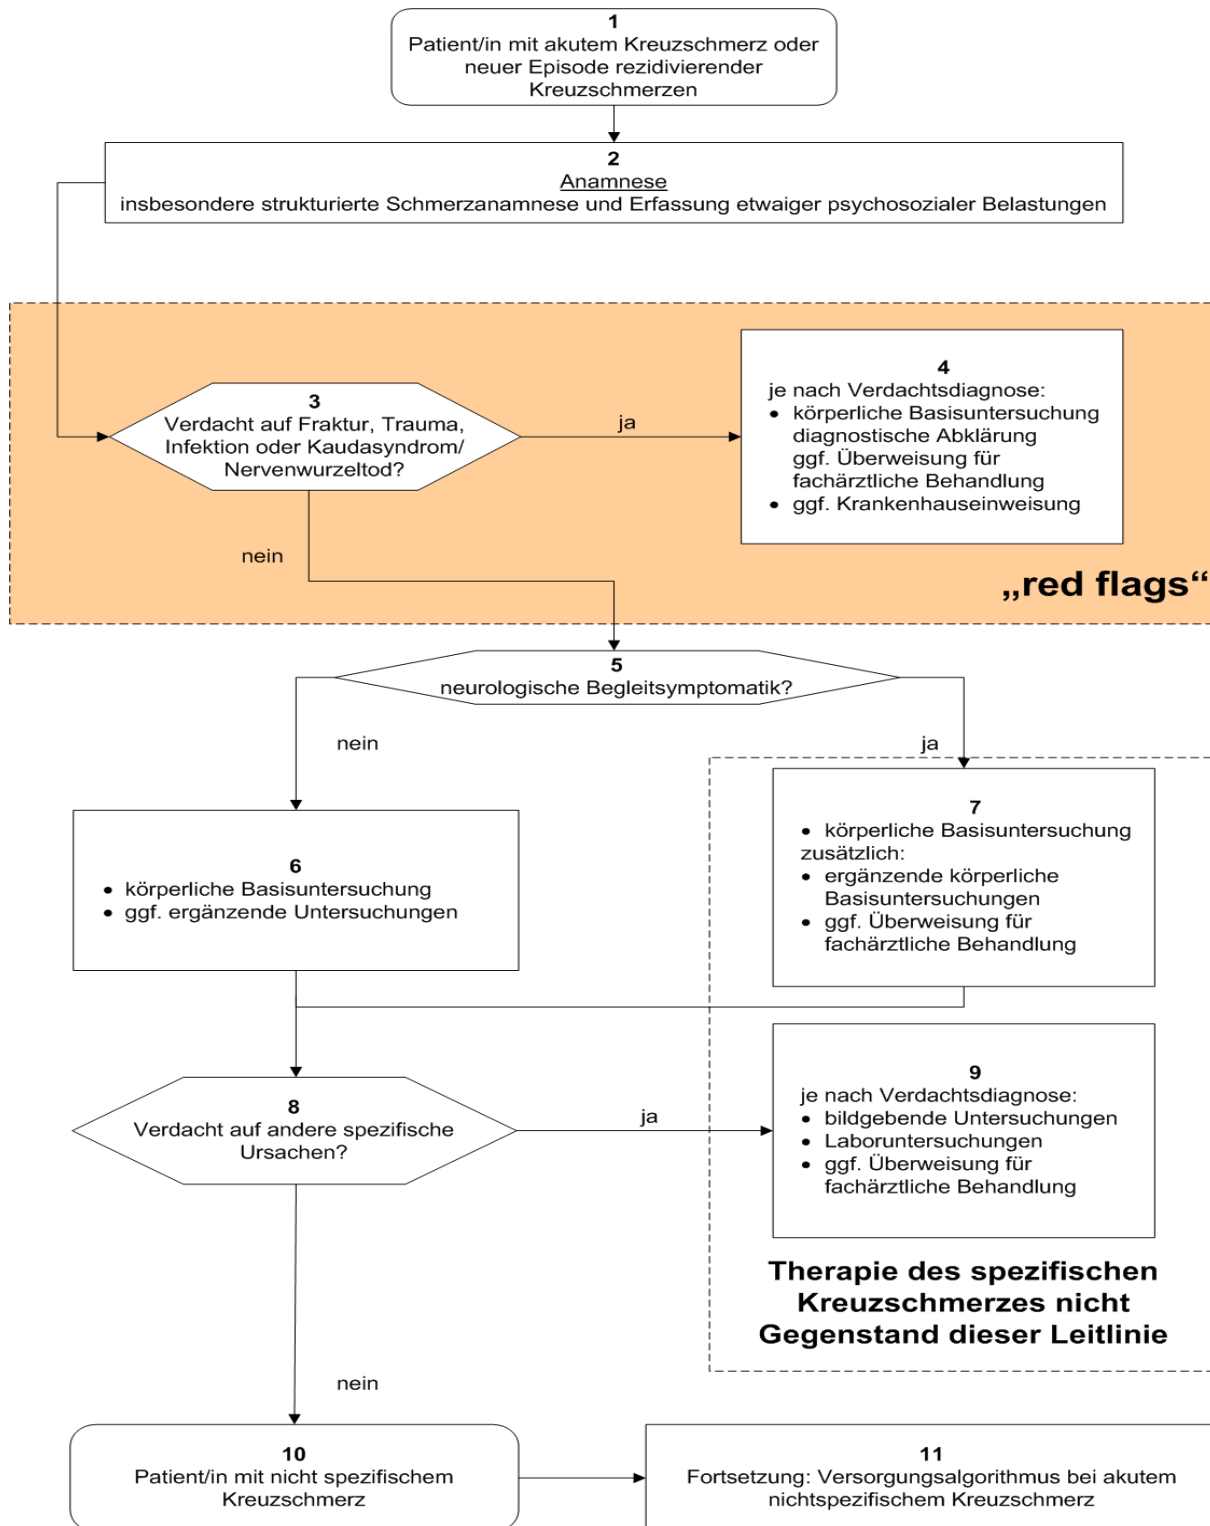 1
Patient/in mit akutem Kreuzschmerz oder
neuer Episode rezidivierender
Kreuzschmerzen
2
Anamnese
insbesondere strukturierte Schmerzanamnese und Erfassung etwaiger psychosozialer Belastungen
3
Verdacht auf Fraktur, Trauma,
Infektion oder Kaudasyndrom/
Nervenwurzeltod?
ja
4
je nach Verdachtsdiagnose:
• körperliche Basisuntersuchung
diagnostische Abklärung
ggf. Überweisung für
fachärztliche Behandlung
• ggf. Krankenhauseinweisung
nein
„red flags“
5
neurologische Begleitsymptomatik?
nein
ja
6
• körperliche Basisuntersuchung
• ggf. ergänzende Untersuchungen
7
• körperliche Basisuntersuchung
zusätzlich:
• ergänzende körperliche
Basisuntersuchungen
• ggf. Überweisung für
fachärztliche Behandlung
8
Verdacht auf andere spezifische
Ursachen?
ja
9
je nach Verdachtsdiagnose:
• bildgebende Untersuchungen
• Laboruntersuchungen
• ggf. Überweisung für
fachärztliche Behandlung
Therapie des spezifischen
Kreuzschmerzes nicht
Gegenstand dieser Leitlinie
nein
10
Patient/in mit nicht spezifischem
Kreuzschmerz
11
Fortsetzung: Versorgungsalgorithmus bei akutem
nichtspezifischem Kreuzschmerz